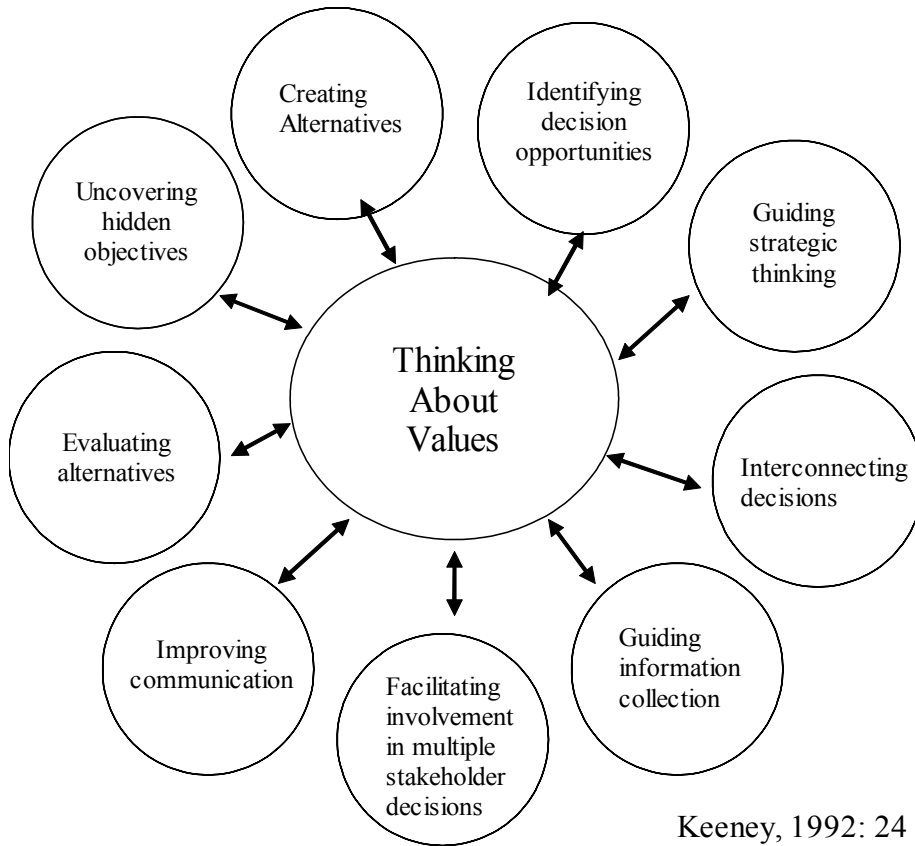 Creating
Alternatives
Identifying
decision
opportunities
Uncovering
hidden
objectives
Guiding
strategic
thinking
Thinking
About
Values
Evaluating
alternatives
Interconnecting
decisions
Improving
communication
Guiding
information
collection
Facilitating
involvement
in multiple
stakeholder
decisions
Keeney, 1992: 24